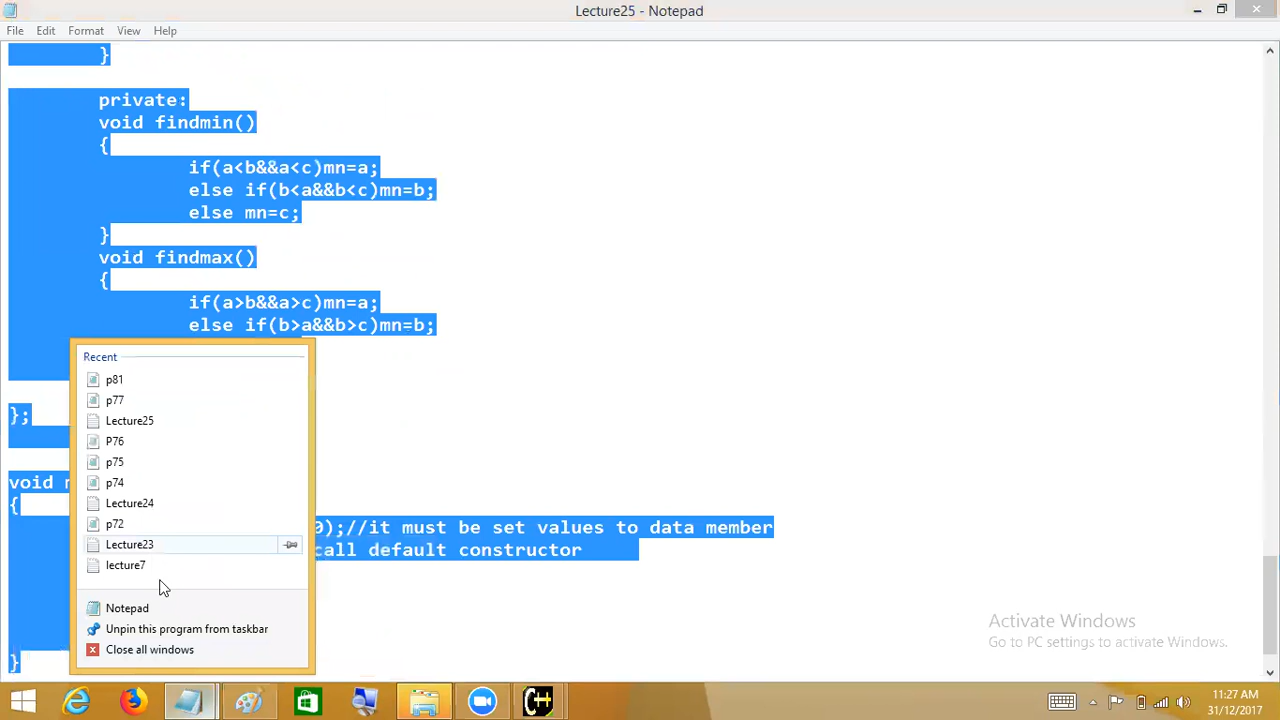 Lecture25 - Notepad
File Edit Format View Help
}
private:
void findmin()
{
if(a<b&&a<c)mn=a;
else if(b<a&&b<c)mn=b;
else mn=c;
}
void findmax()
{
if(a>b&&a>c)mn=a;
else if(b>a&&b>c)mn=b;
Recent
p81
p77
Lecture25
};
P76
p75
void
p74
{
Lecture24
0);//it must be set values to data member
p72
Lecture23
call default constructor
lecture7
Notepad
Unpin this program from taskbar
Close all windows
}
Activate Windows
Go to PC settings to activate Windows.
C++
11:27 AM
31/12/2017